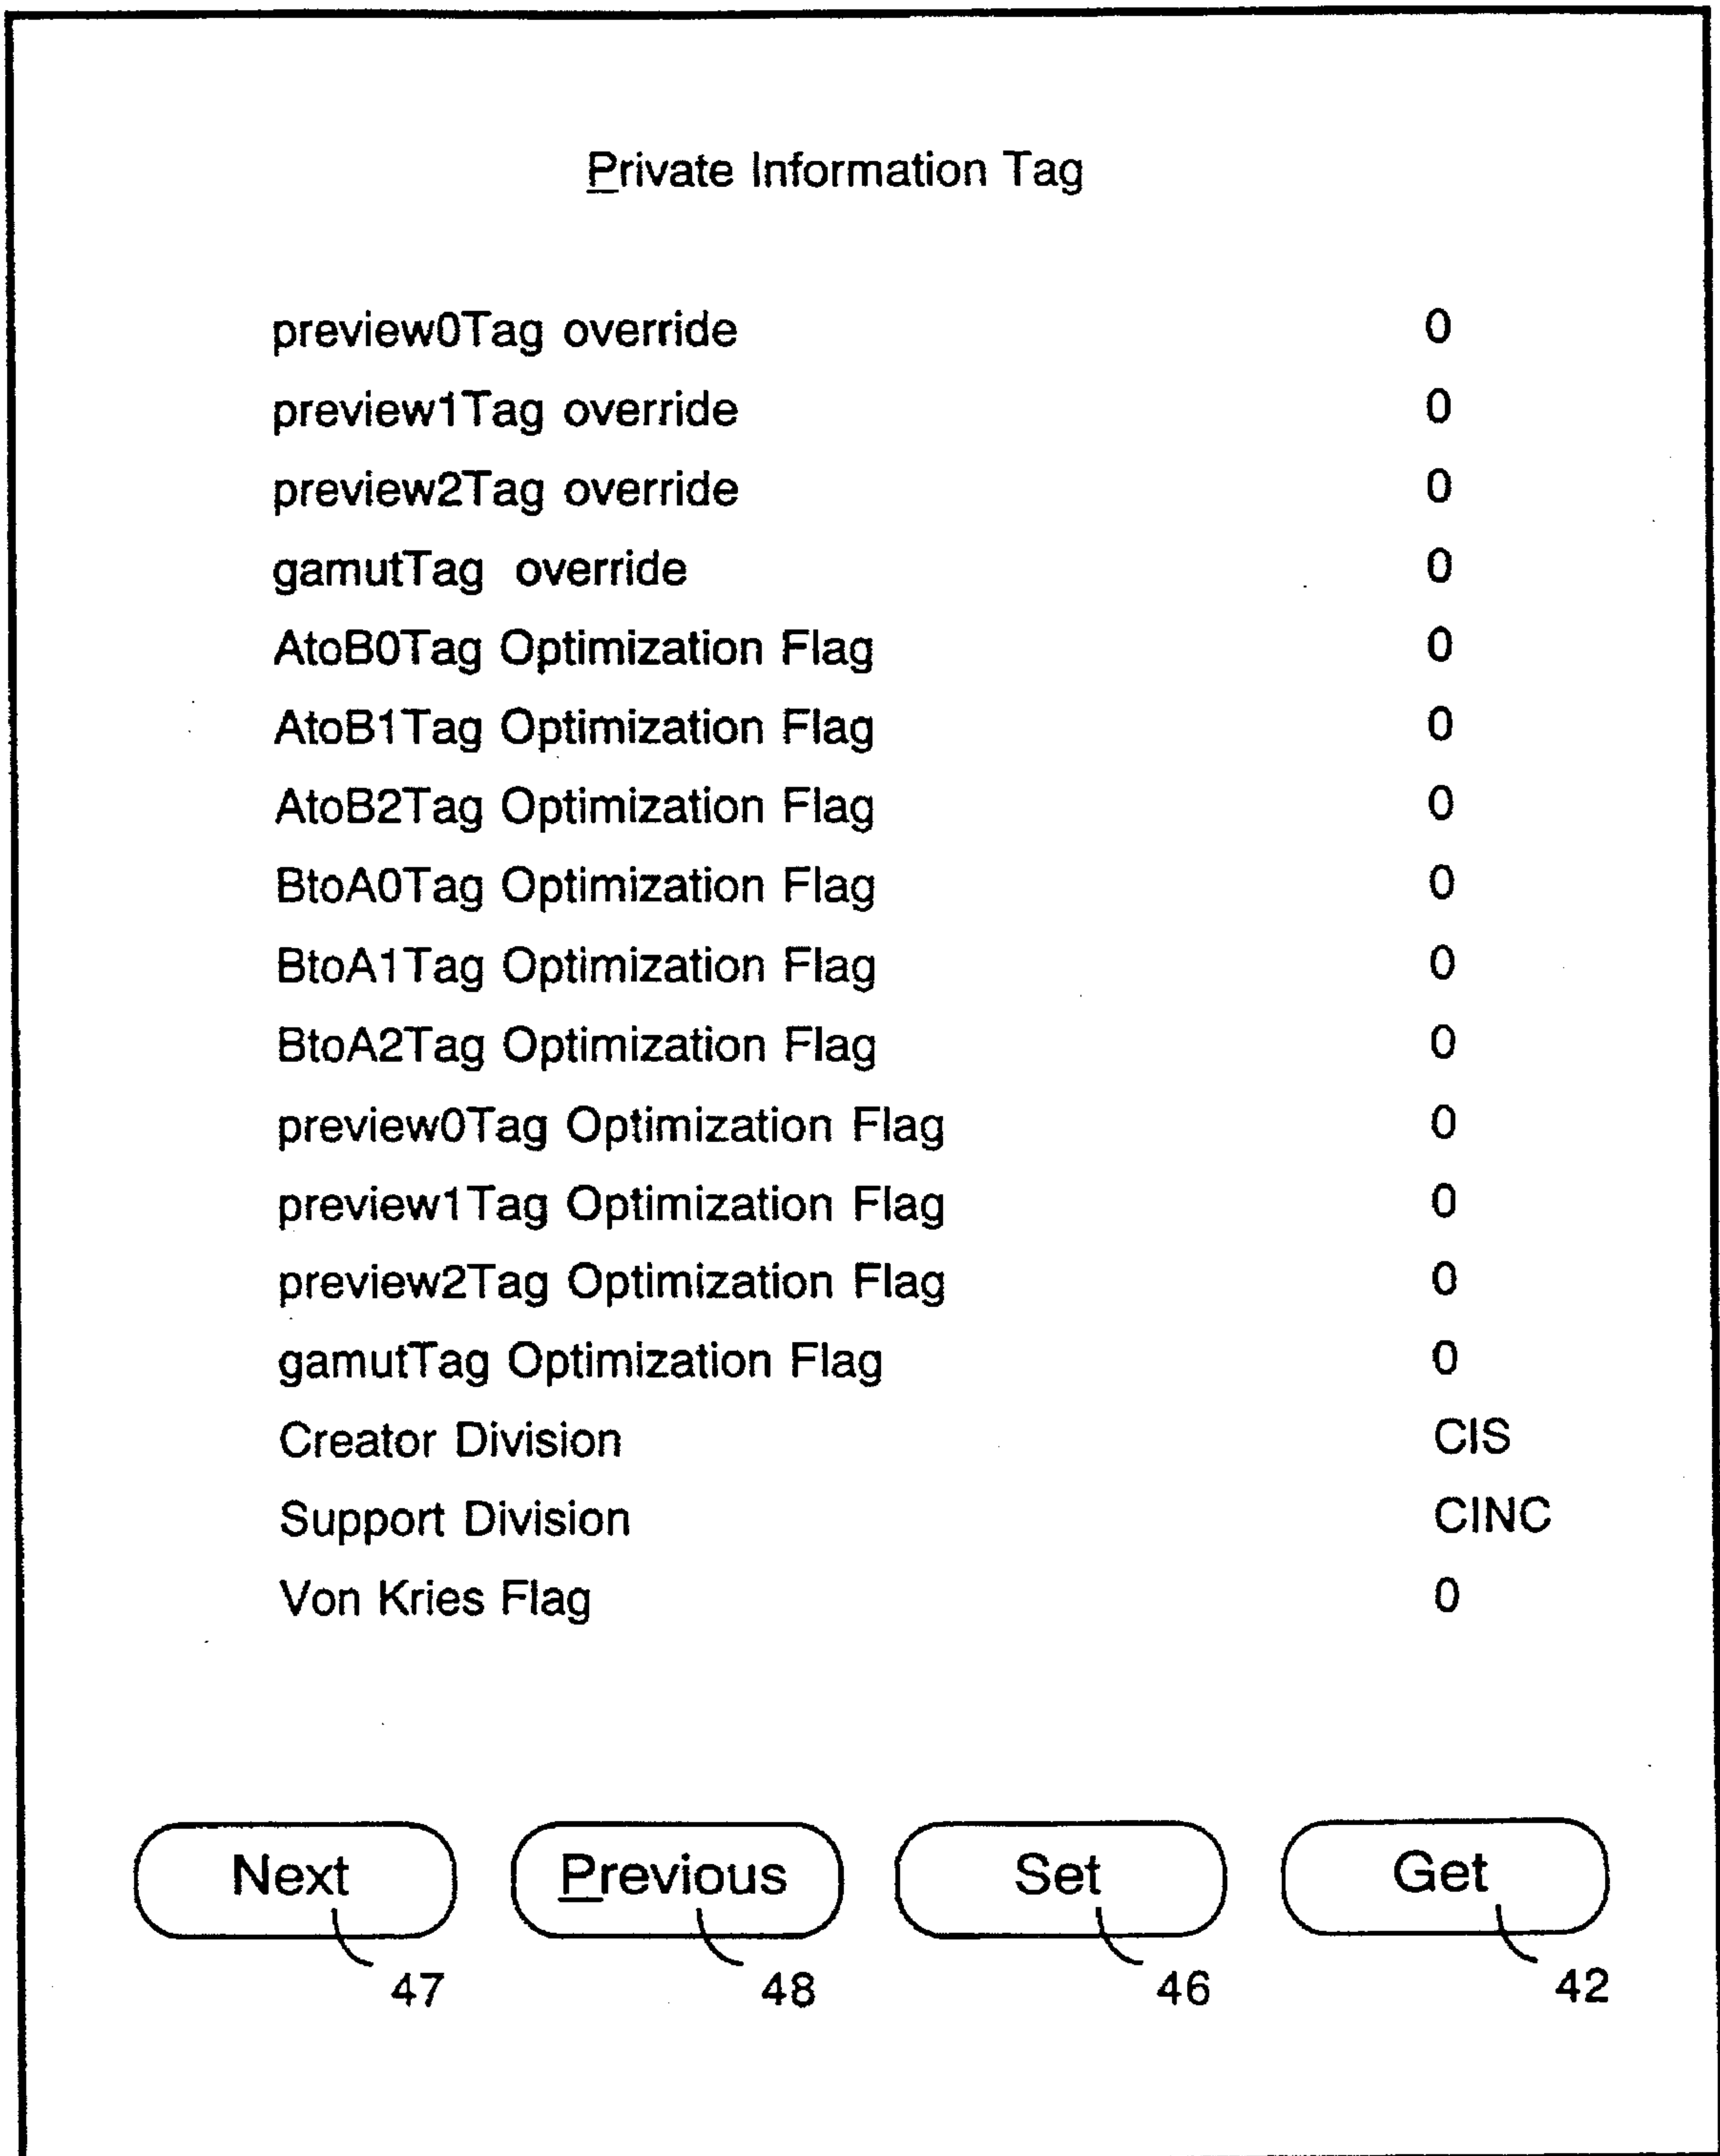 Private Information Tag
preview0Tag override 0
preview1Tag override 0
preview2Tag override 0
gamutTag override 0
AtoB0Tag Optimization Flag 0
AtoB1Tag Optimization Flag 0
AtoB2Tag Optimization Flag 0
BtoA0Tag Optimization Flag 0
BtoA1Tag Optimization Flag 0
BtoA2Tag Optimization Flag 0
preview0Tag Optimization Flag 0
preview1Tag Optimization Flag 0
preview2Tag Optimization Flag 0
gamutTag Optimization Flag 0
Creator Division CIS
Support Division CINC
Von Kries Flag 0
Next Previous Set Get
47 48 46 42